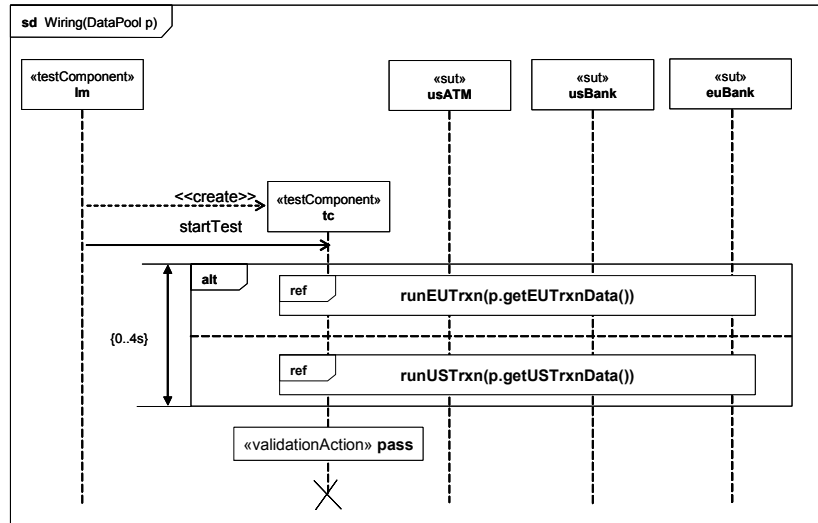 sd Wiring(DataPool p)
«testComponent»
lm
«sut»
usATM
«sut»
usBank
«sut»
euBank
<<create>>
«testComponent»
tc
startTest
alt
ref
runEUTrxn(p.getEUTrxnData())
{0..4s}
ref
runUSTrxn(p.getUSTrxnData())
«validationAction» pass